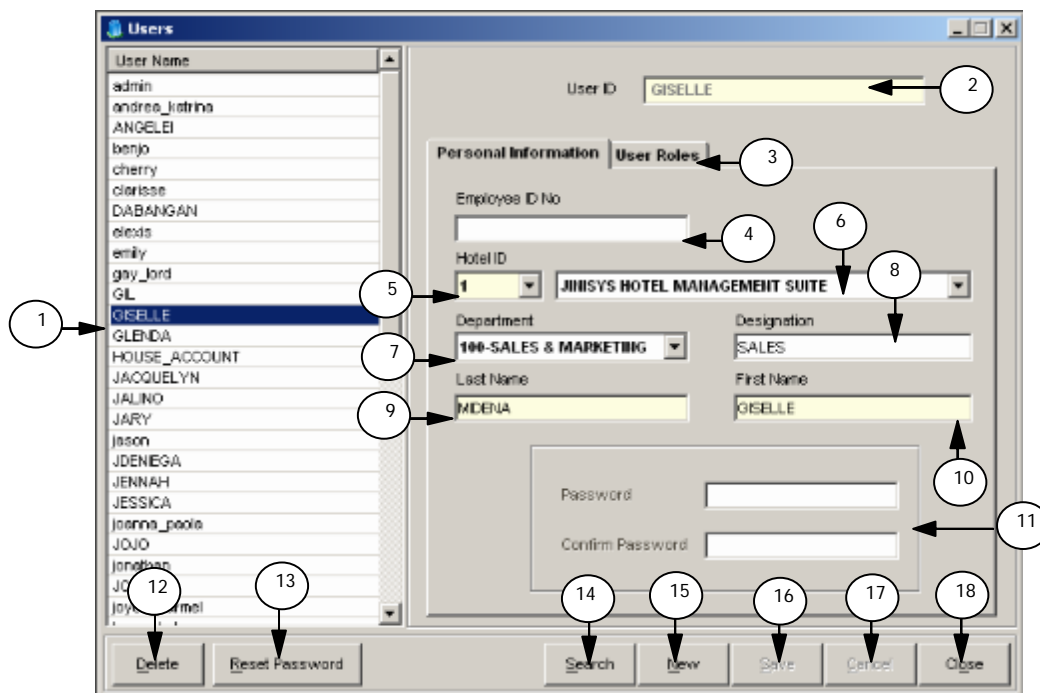 Users
User Name
admin
andrea_katrina
ANGELEI
benjo
cherry
clarisse
DABANGAN
elexis
emily
gay_lord
GIL
GISELLE
GLENDA
HOUSE_ACCOUNT
JACQUELYN
JALINO
JARY
jason
JDENIEGA
JENNAH
JESSICA
joanna_paola
JOJO
jonathan
User ID GISELLE
2
Personal Information User Roles
3
Employee ID No
4
6
Hotel ID
8
5
1 JINISYS HOTEL MANAGEMENT SUITE
1
Department Designation
7
100-SALES & MARKETING SALES
Last Name First Name
9
MIDENA GISELLE
10
Password
11
Confirm Password
12 13 14 15 16 17 18
Delete Reset Password Search New Save Cancel Close